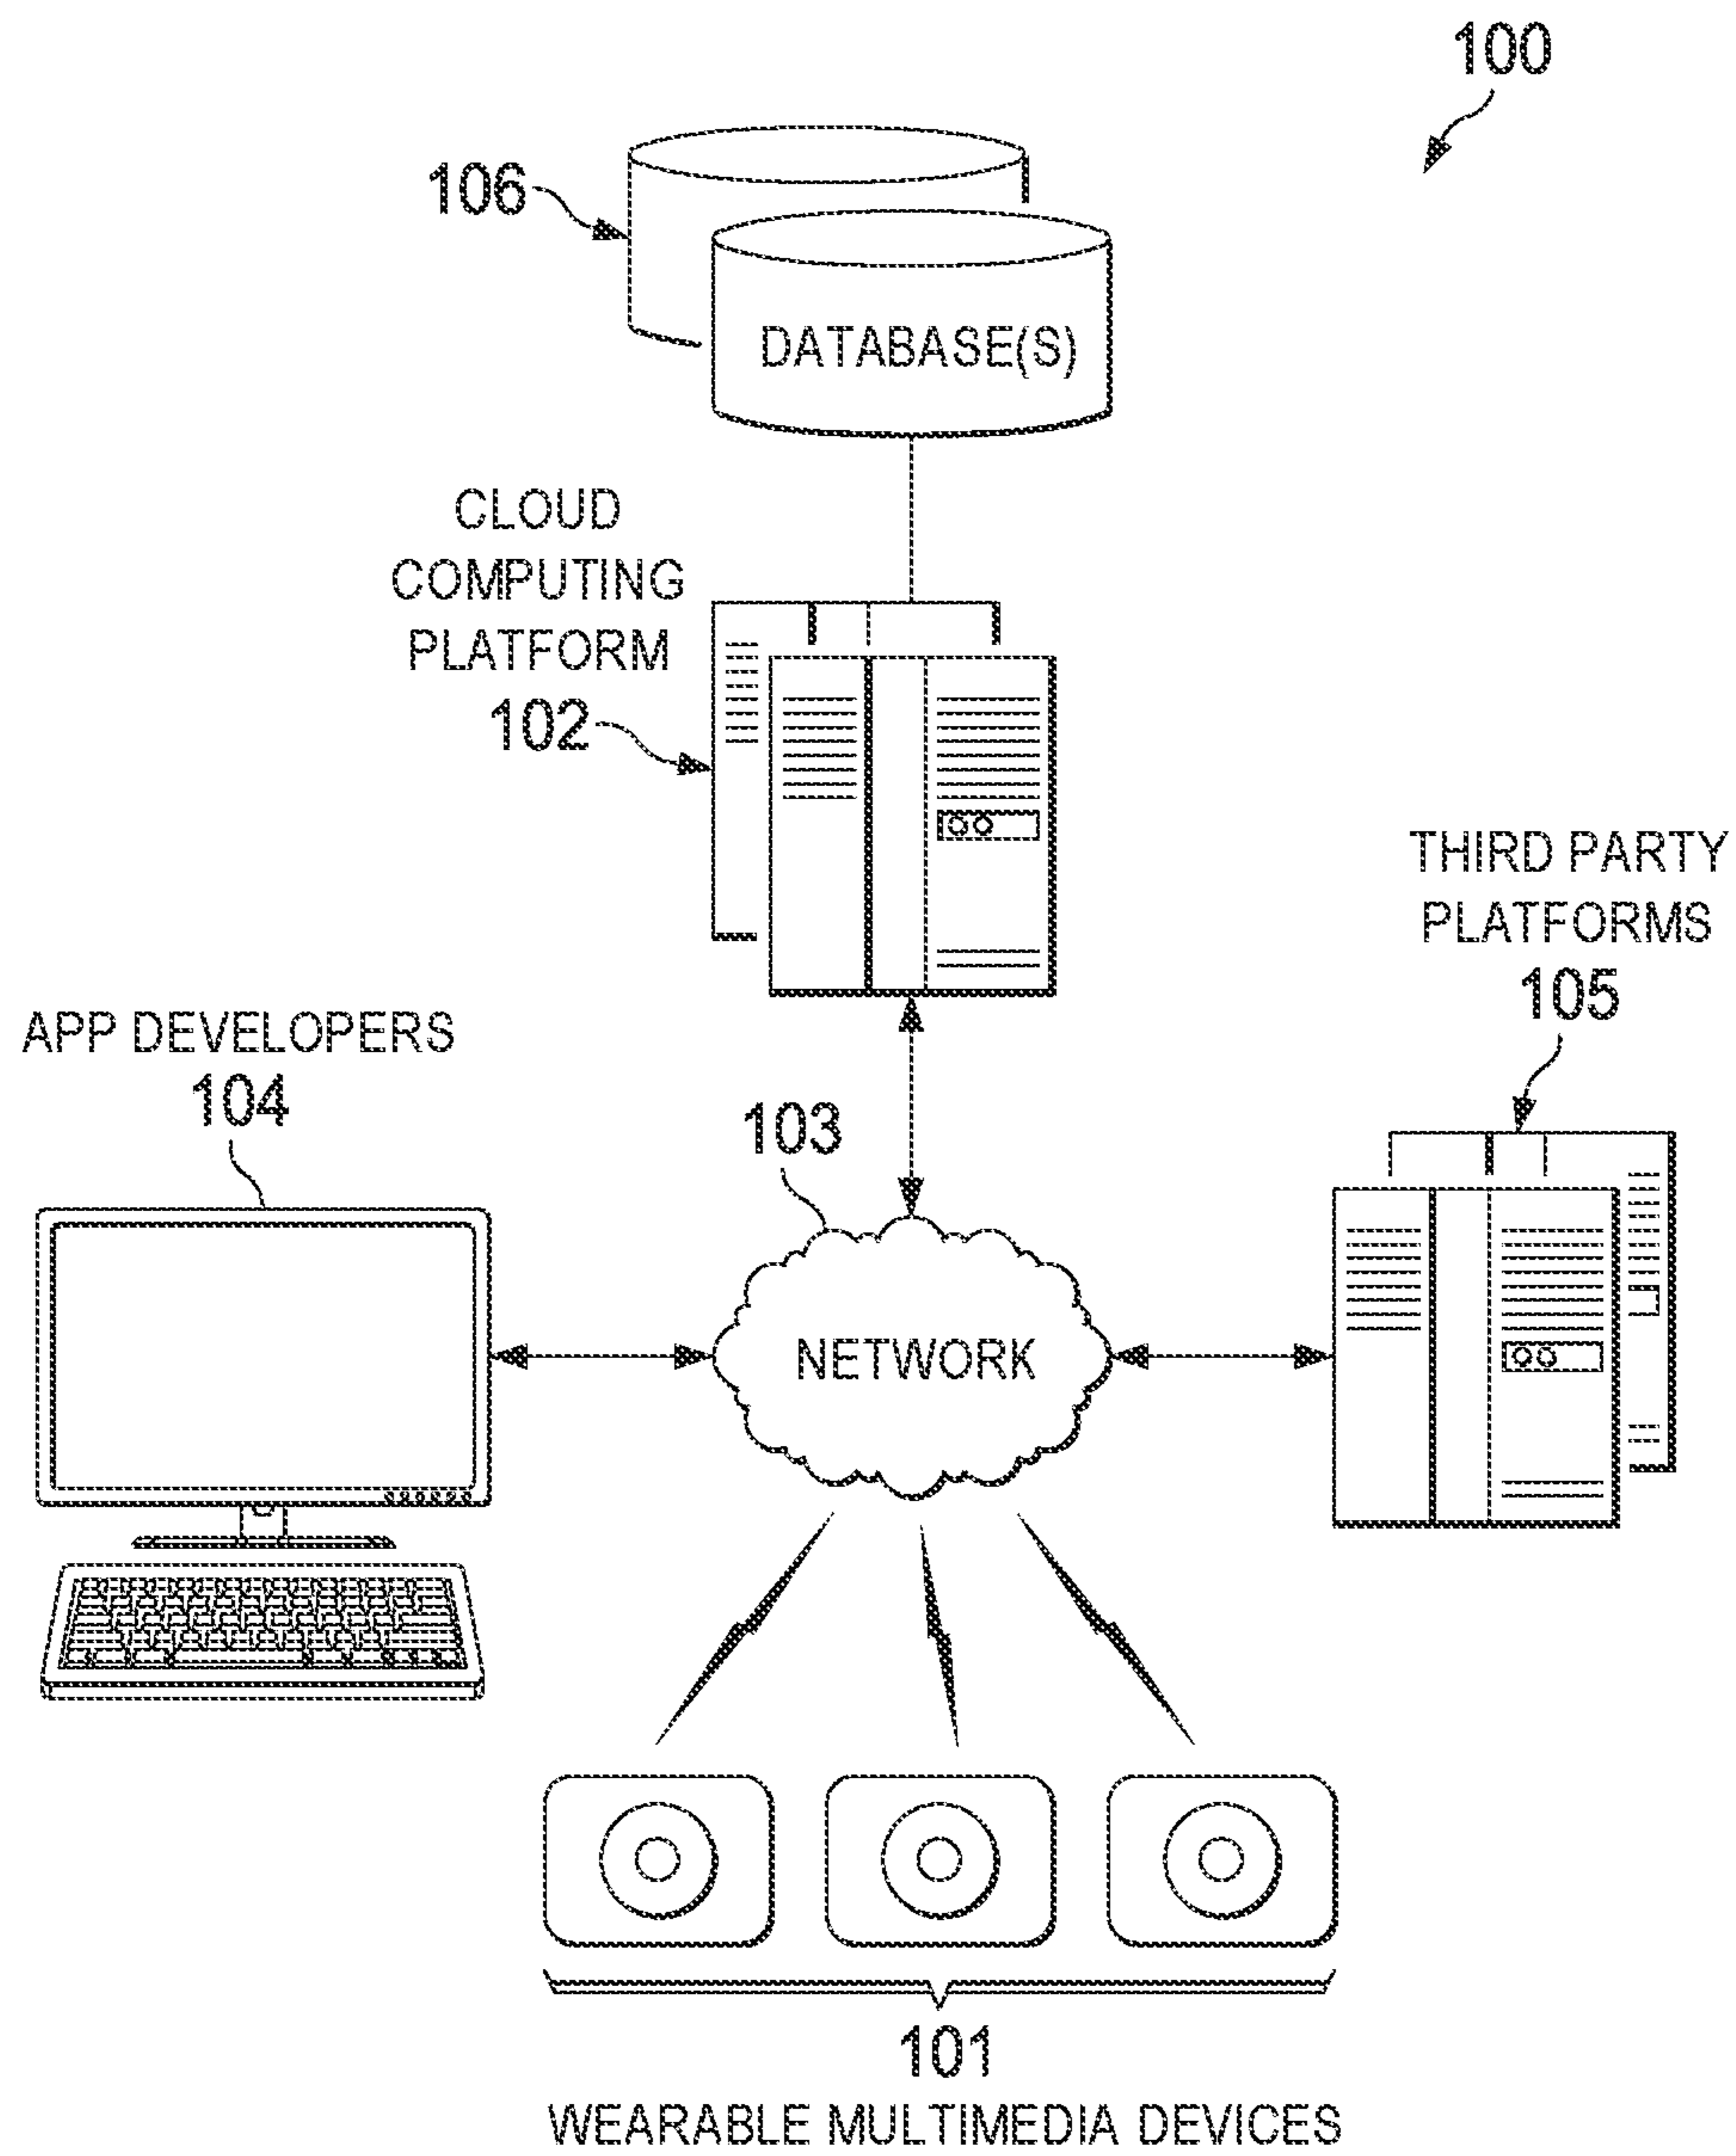 100
106
DATABASE(S)
CLOUD
COMPUTING
PLATFORM
102
THIRD PARTY
PLATFORMS
105
APP DEVELOPERS
104
103
NETWORK
101
WEARABLE MULTIMEDIA DEVICES